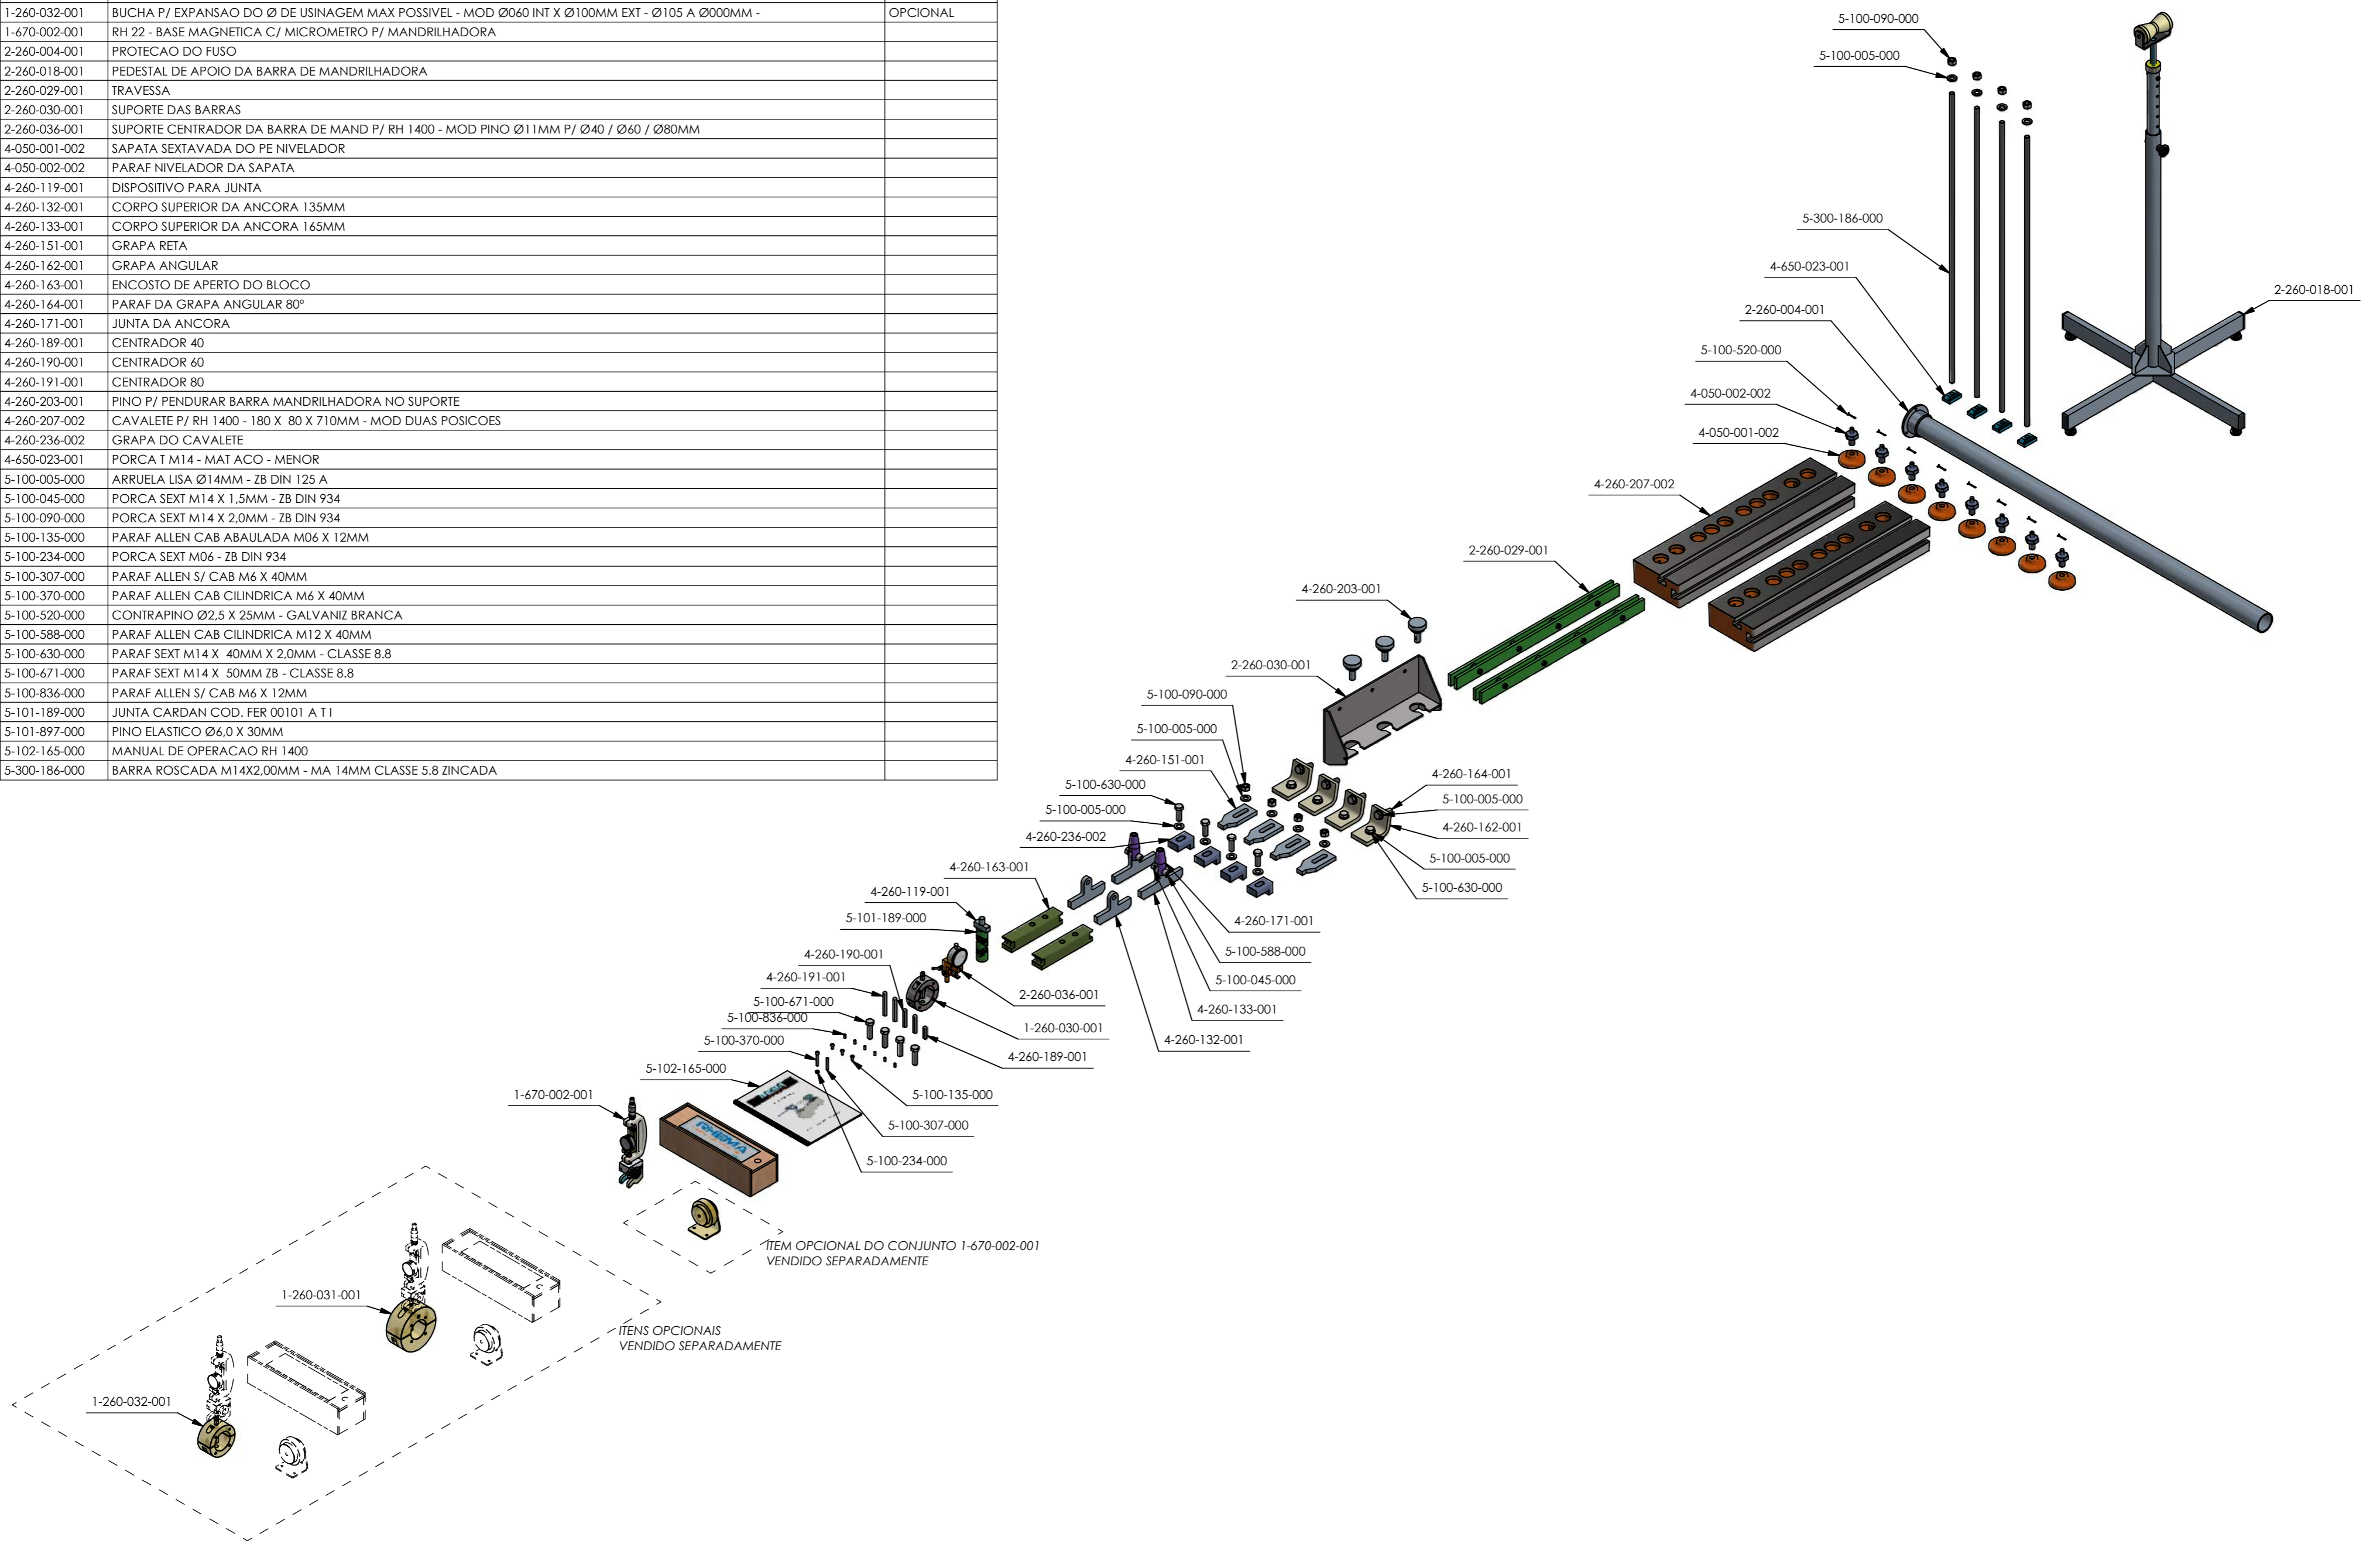 1-260-032-001 BUCHA P/ EXPANSAO DO Ø DE USINAGEM MAX POSSIVEL - MOD Ø060 INT X Ø100MM EXT - Ø105 A Ø000MM - OPCIONAL
1-670-002-001 RH 22 - BASE MAGNETICA C/ MICROMETRO P/ MANDRILHADORA
2-260-004-001 PROTECAO DO FUSO
2-260-018-001 PEDESTAL DE APOIO DA BARRA DE MANDRILHADORA
2-260-029-001 TRAVESSA
2-260-030-001 SUPORTE DAS BARRAS
2-260-036-001 SUPORTE CENTRADOR DA BARRA DE MAND P/ RH 1400 - MOD PINO Ø11MM P/ Ø40 / Ø60 / Ø80MM
4-050-001-002 SAPATA SEXTAVADA DO PE NIVELADOR
4-050-002-002 PARAF NIVELADOR DA SAPATA
4-260-119-001 DISPOSITIVO PARA JUNTA
4-260-132-001 CORPO SUPERIOR DA ANCORA 135MM
4-260-133-001 CORPO SUPERIOR DA ANCORA 165MM
4-260-151-001 GRAPA RETA
4-260-162-001 GRAPA ANGULAR
4-260-163-001 ENCOSTO DE APERTO DO BLOCO
4-260-164-001 PARAF DA GRAPA ANGULAR 80º
4-260-171-001 JUNTA DA ANCORA
4-260-189-001 CENTRADOR 40
4-260-190-001 CENTRADOR 60
4-260-191-001 CENTRADOR 80
4-260-203-001 PINO P/ PENDURAR BARRA MANDRILHADORA NO SUPORTE
4-260-207-002 CAVALETE P/ RH 1400 - 180 X 80 X 710MM - MOD DUAS POSICOES
4-260-236-002 GRAPA DO CAVALETE
4-650-023-001 PORCA T M14 - MAT ACO - MENOR
5-100-005-000 ARRUELA LISA Ø14MM - ZB DIN 125 A
5-100-045-000 PORCA SEXT M14 X 1,5MM - ZB DIN 934
5-100-090-000 PORCA SEXT M14 X 2,0MM - ZB DIN 934
5-100-135-000 PARAF ALLEN CAB ABAULADA M06 X 12MM
5-100-234-000 PORCA SEXT M06 - ZB DIN 934
5-100-307-000 PARAF ALLEN S/ CAB M6 X 40MM
5-100-370-000 PARAF ALLEN CAB CILINDRICA M6 X 40MM
5-100-520-000 CONTRAPINO Ø2,5 X 25MM - GALVANIZ BRANCA
5-100-588-000 PARAF ALLEN CAB CILINDRICA M12 X 40MM
5-100-630-000 PARAF SEXT M14 X 40MM X 2,0MM - CLASSE 8.8
5-100-671-000 PARAF SEXT M14 X 50MM ZB - CLASSE 8.8
5-100-836-000 PARAF ALLEN S/ CAB M6 X 12MM
5-101-189-000 JUNTA CARDAN COD. FER 00101 A T I
5-101-897-000 PINO ELASTICO Ø6,0 X 30MM
5-102-165-000 MANUAL DE OPERACAO RH 1400
5-300-186-000 BARRA ROSCADA M14X2,00MM - MA 14MM CLASSE 5.8 ZINCADA
5-100-090-000
5-100-005-000
5-300-186-000
4-650-023-001
2-260-018-001
2-260-004-001
5-100-520-000
4-050-002-002
4-050-001-002
4-260-207-002
2-260-029-001
4-260-203-001
2-260-030-001
5-100-090-000
5-100-005-000
4-260-151-001
5-100-630-000
5-100-005-000
4-260-236-002
4-260-164-001
5-100-005-000
4-260-162-001
5-100-005-000
5-100-630-000
4-260-163-001
4-260-119-001
5-101-189-000
4-260-171-001
5-100-588-000
5-100-045-000
4-260-133-001
4-260-132-001
4-260-190-001
4-260-191-001
5-100-671-000
5-100-836-000
5-100-370-000
2-260-036-001
1-260-030-001
4-260-189-001
5-102-165-000
5-100-135-000
5-100-307-000
5-100-234-000
1-670-002-001
RHEMA
ITEM OPCIONAL DO CONJUNTO 1-670-002-001
VENDIDO SEPARADAMENTE
1-260-031-001
ITENS OPCIONAIS
VENDIDO SEPARADAMENTE
1-260-032-001